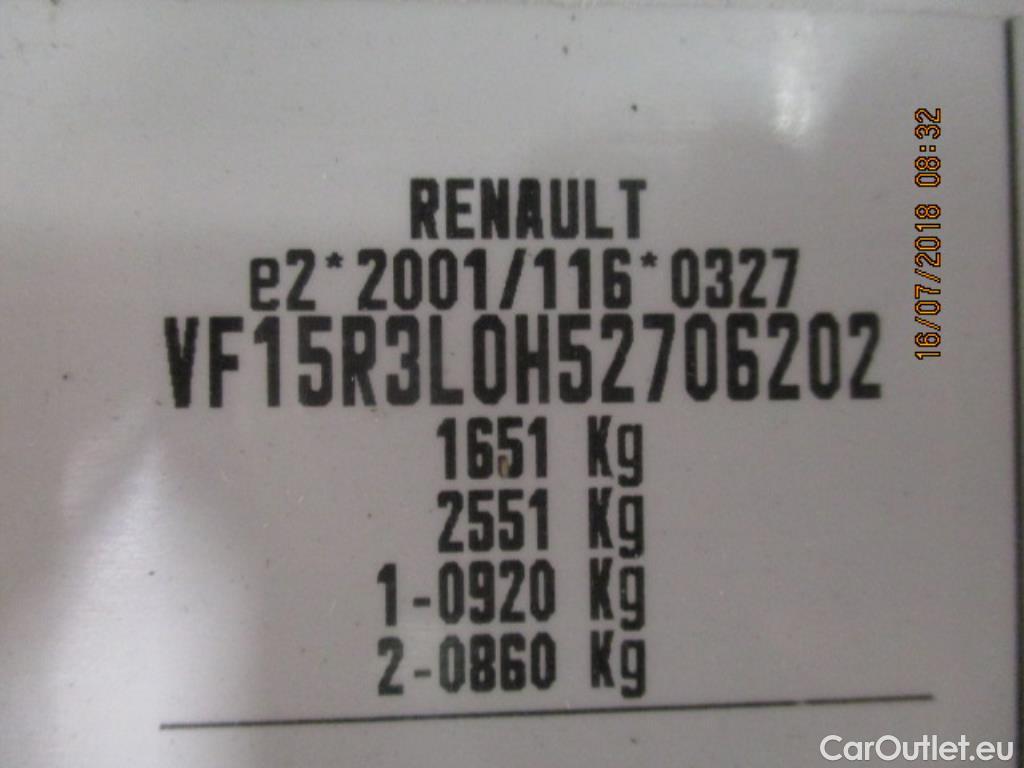 RENAULT
e2*2001/116*0327
VF15R3L0H52706202
1651 Kg
2551 Kg
1-0920 Kg
2-0860 Kg
16/07/2018 08:32
CarOutlet.eu